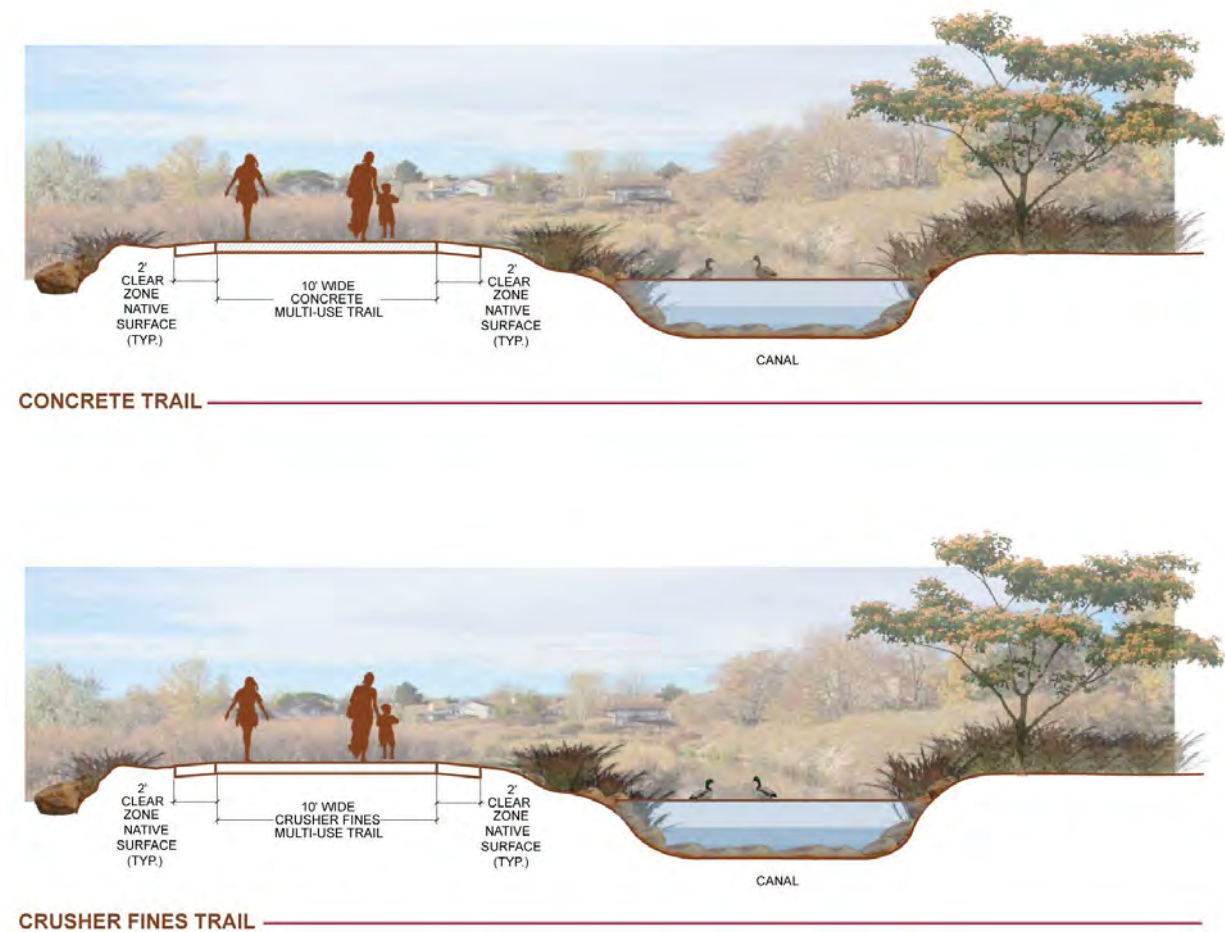 2'
CLEAR
ZONE
NATIVE
SURFACE
(TYP.)
10' WIDE
CONCRETE
MULTI-USE TRAIL
2'
CLEAR
ZONE
NATIVE
SURFACE
(TYP.)
CANAL
CONCRETE TRAIL
2'
CLEAR
ZONE
NATIVE
SURFACE
(TYP.)
10' WIDE
CRUSHER FINES
MULTI-USE TRAIL
2'
CLEAR
ZONE
NATIVE
SURFACE
(TYP.)
CANAL
CRUSHER FINES TRAIL